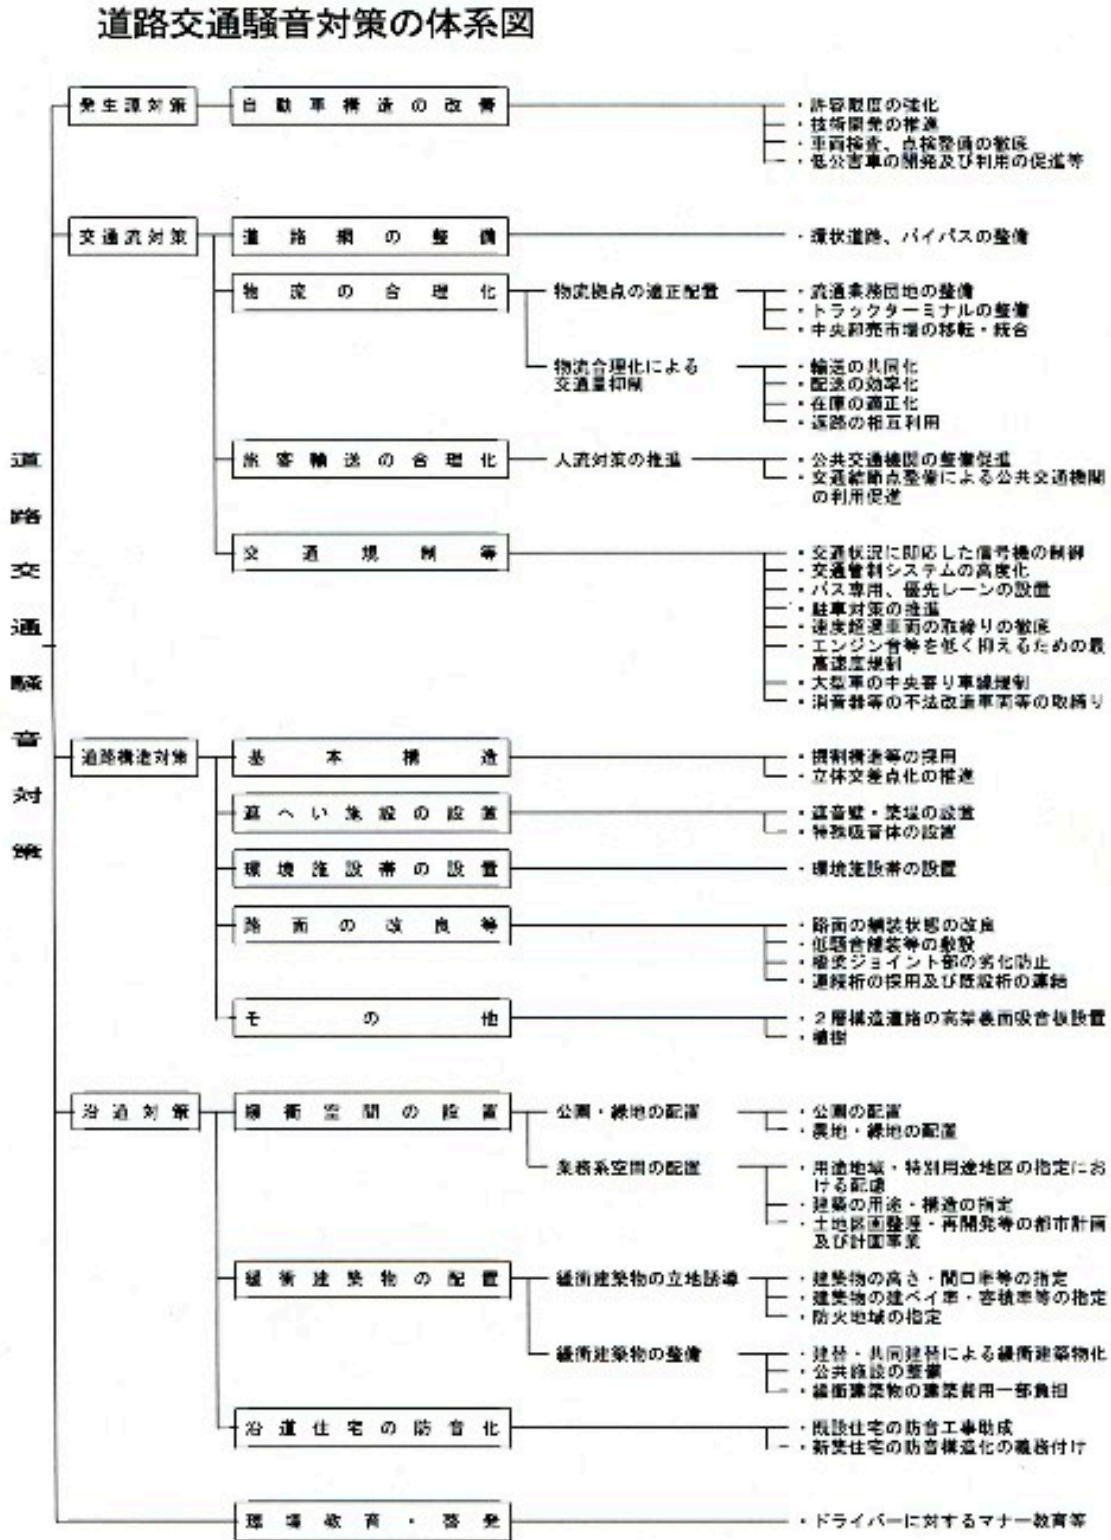 道路交通騒音対策の体系図
道路交通騒音対策
発生源対策
自動車構造の改善
・許容限度の強化
・技術開発の推進
・車両検査、点検整備の徹底
・低公害車の開発及び利用の促進等
交通流対策
道路網の整備
・環状道路、バイパスの整備
物流の合理化
物流拠点の適正配置
・流通業務団地の整備
・トラックターミナルの整備
・中央卸売市場の移転・統合
物流合理化による
交通量抑制
・輸送の共同化
・配送の効率化
・在庫の適正化
・返路の相互利用
旅客輸送の合理化
人流対策の推進
・公共交通機関の整備促進
・交通結節点整備による公共交通機関
の利用促進
交通規制等
・交通状況に即応した信号機の制御
・交通管制システムの高度化
・バス専用、優先レーンの設置
・駐車対策の推進
・速度超過車両の取締りの徹底
・エンジン音等を低く抑えるための最
高速度規制
・大型車の中央寄り車線規制
・消音器等の不法改造車両等の取締り
道路構造対策
基本構造
・掘割構造等の採用
・立体交差点化の推進
遮へい施設の設置
・遮音壁・築堤の設置
・特殊吸音体の設置
環境施設帯の設置
・環境施設帯の設置
路面の改良等
・路面の舗装状態の改良
・低騒音舗装等の敷設
・橋梁ジョイント部の劣化防止
・連続桁の採用及び既設桁の連結
その他
・2層構造道路の高架裏面吸音板設置
・植樹
沿道対策
緩衝空間の設置
公園・緑地の配置
・公園の配置
・農地・緑地の配置
業務系空間の配置
・用途地域・特別用途地区の指定にお
ける配慮
・建築の用途・構造の指定
・土地区画整理・再開発等の都市計画
及び計画事業
緩衝建築物の配置
緩衝建築物の立地誘導
・建築物の高さ・間口率等の指定
・建築物の建ペイ率・容積率等の指定
・防火地域の指定
緩衝建築物の整備
・建替・共同建替による緩衝建築物化
・公共施設の整備
・緩衝建築物の建築費用一部負担
沿道住宅の防音化
・既設住宅の防音工事助成
・新築住宅の防音構造化の義務付け
環境教育・啓発
・ドライバーに対するマナー教育等